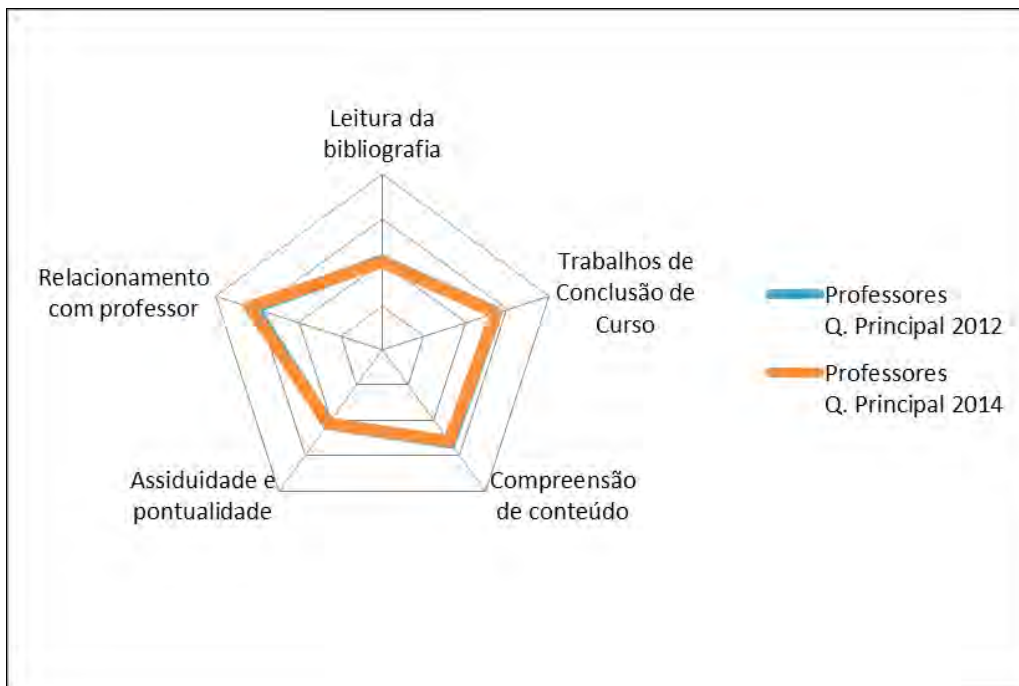 Leitura da
bibliografia
Trabalhos de
Conclusão de
Curso
Compreensão
de conteúdo
Assiduidade e
pontualidade
Relacionamento
com professor
Professores
Q. Principal 2012
Professores
Q. Principal 2014